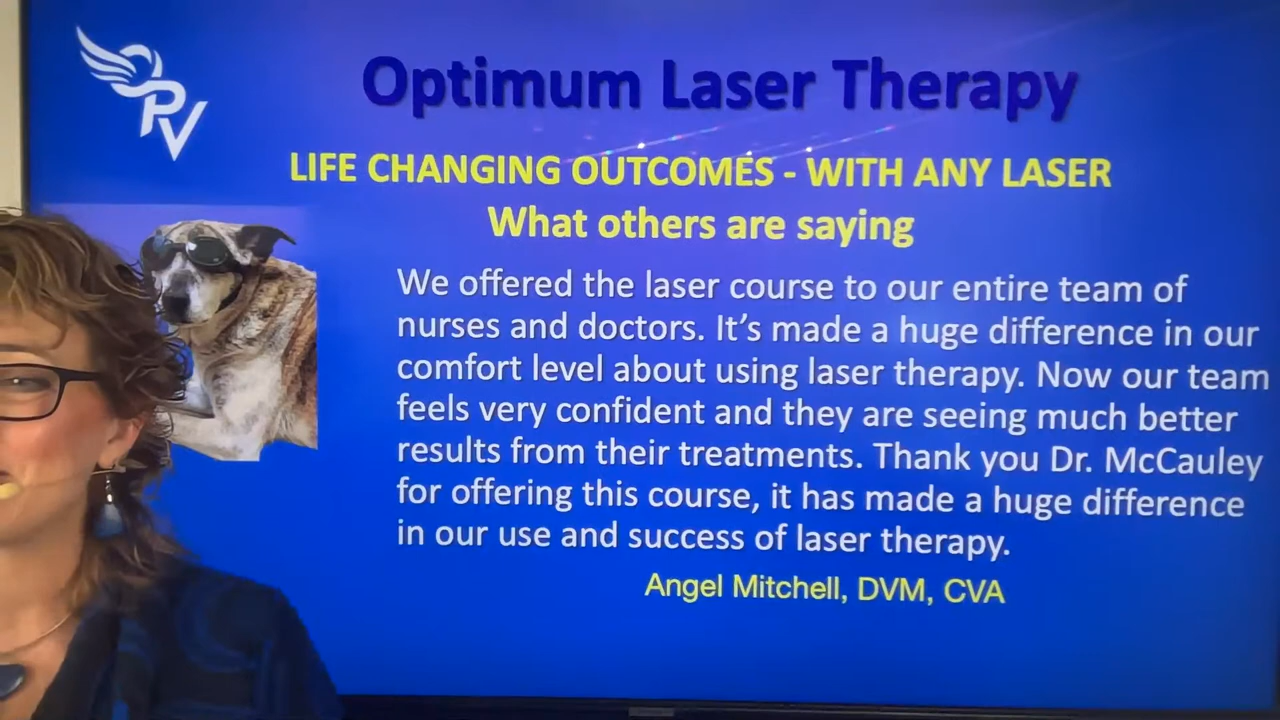 PV
Optimum Laser Therapy
LIFE CHANGING OUTCOMES - WITH ANY LASER
What others are saying
We offered the laser course to our entire team of
nurses and doctors. It’s made a huge difference in our
comfort level about using laser therapy. Now our team
feels very confident and they are seeing much better
results from their treatments. Thank you Dr. McCauley
for offering this course, it has made a huge difference
in our use and success of laser therapy.
Angel Mitchell, DVM, CVA